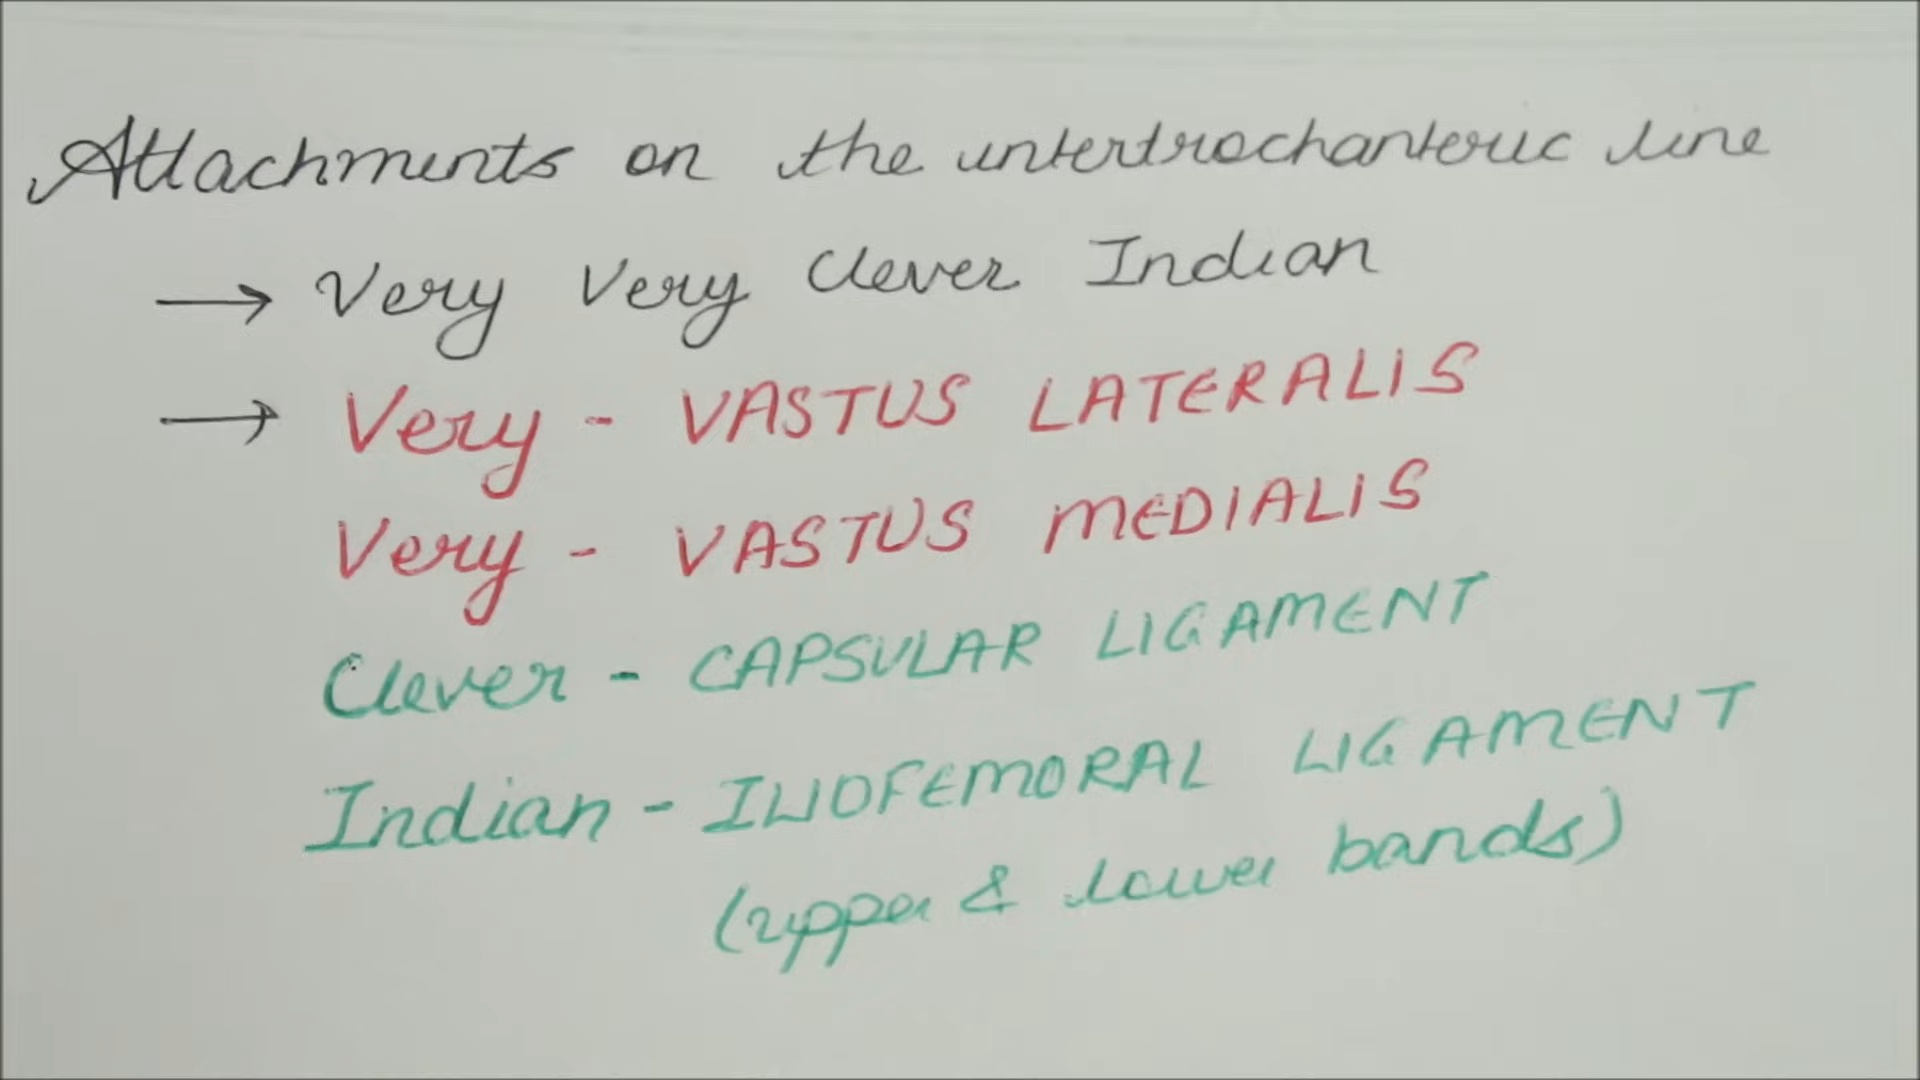 Attachments on the intertrochanteric line
→ Very Very Clever Indian
→ Very - VASTUS LATERALIS
Very - VASTUS MEDIALIS
Clever - CAPSULAR LIGAMENT
Indian - ILIOFEMORAL LIGAMENT
(upper & lower bands)